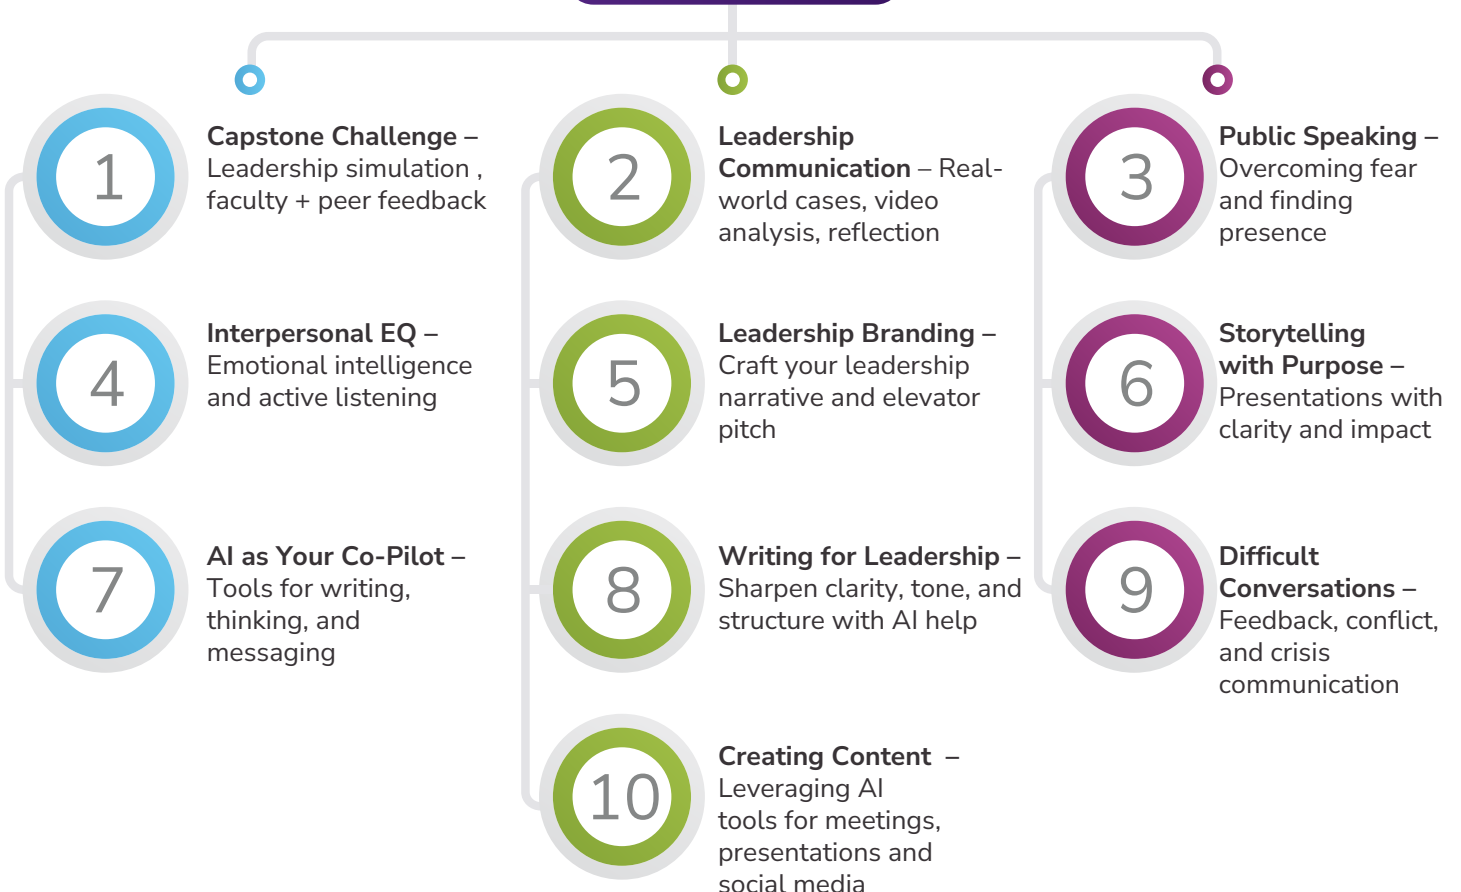 1
Capstone Challenge –
Leadership simulation ,
faculty + peer feedback
2
Leadership
Communication – Real-
world cases, video
analysis, reflection
3
Public Speaking –
Overcoming fear
and finding
presence
4
Interpersonal EQ –
Emotional intelligence
and active listening
5
Leadership Branding –
Craft your leadership
narrative and elevator
pitch
6
Storytelling
with Purpose –
Presentations with
clarity and impact
7
AI as Your Co-Pilot –
Tools for writing,
thinking, and
messaging
8
Writing for Leadership –
Sharpen clarity, tone, and
structure with AI help
9
Difficult
Conversations –
Feedback, conflict,
and crisis
communication
10
Creating Content  –
Leveraging AI
tools for meetings,
presentations and
social media